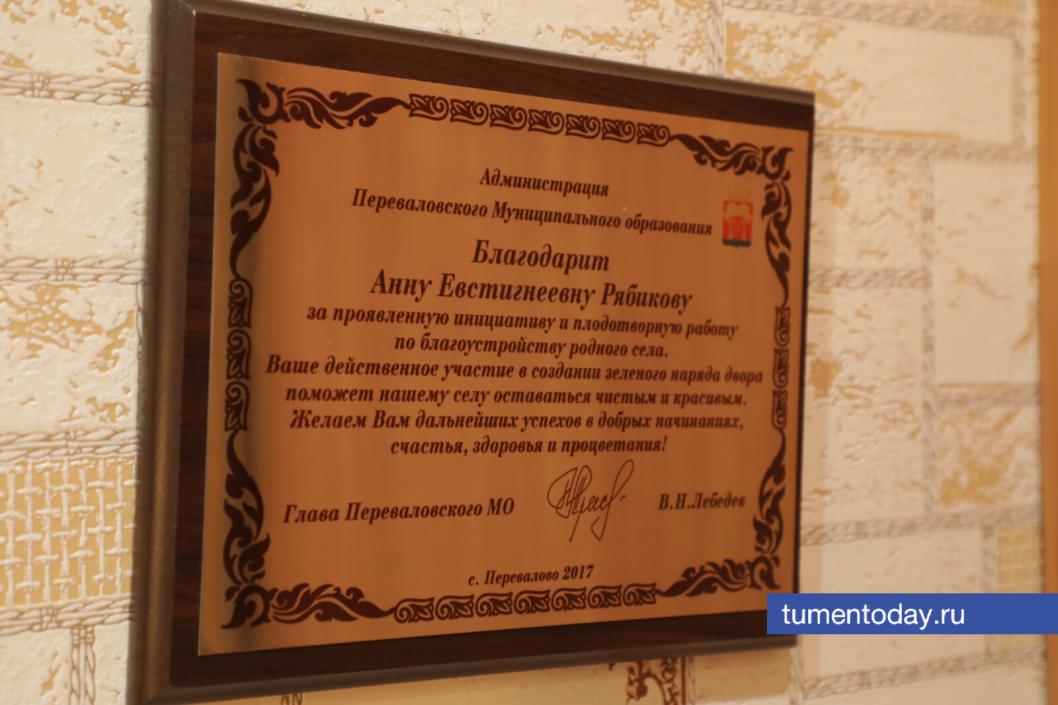 Администрация
Переваловского Муниципального образования
Благодарит
Анну Евстигнеевну Рябикову
за проявленную инициативу и плодотворную работу
по благоустройству родного села.
Ваше действенное участие в создании зеленого наряда двора
поможет нашему селу оставаться чистым и красивым.
Желаем Вам дальнейших успехов в добрых начинаниях,
счастья, здоровья и процветания!
Глава Переваловского МО В.Н.Лебедев
с. Перевалово 2017
tumentoday.ru